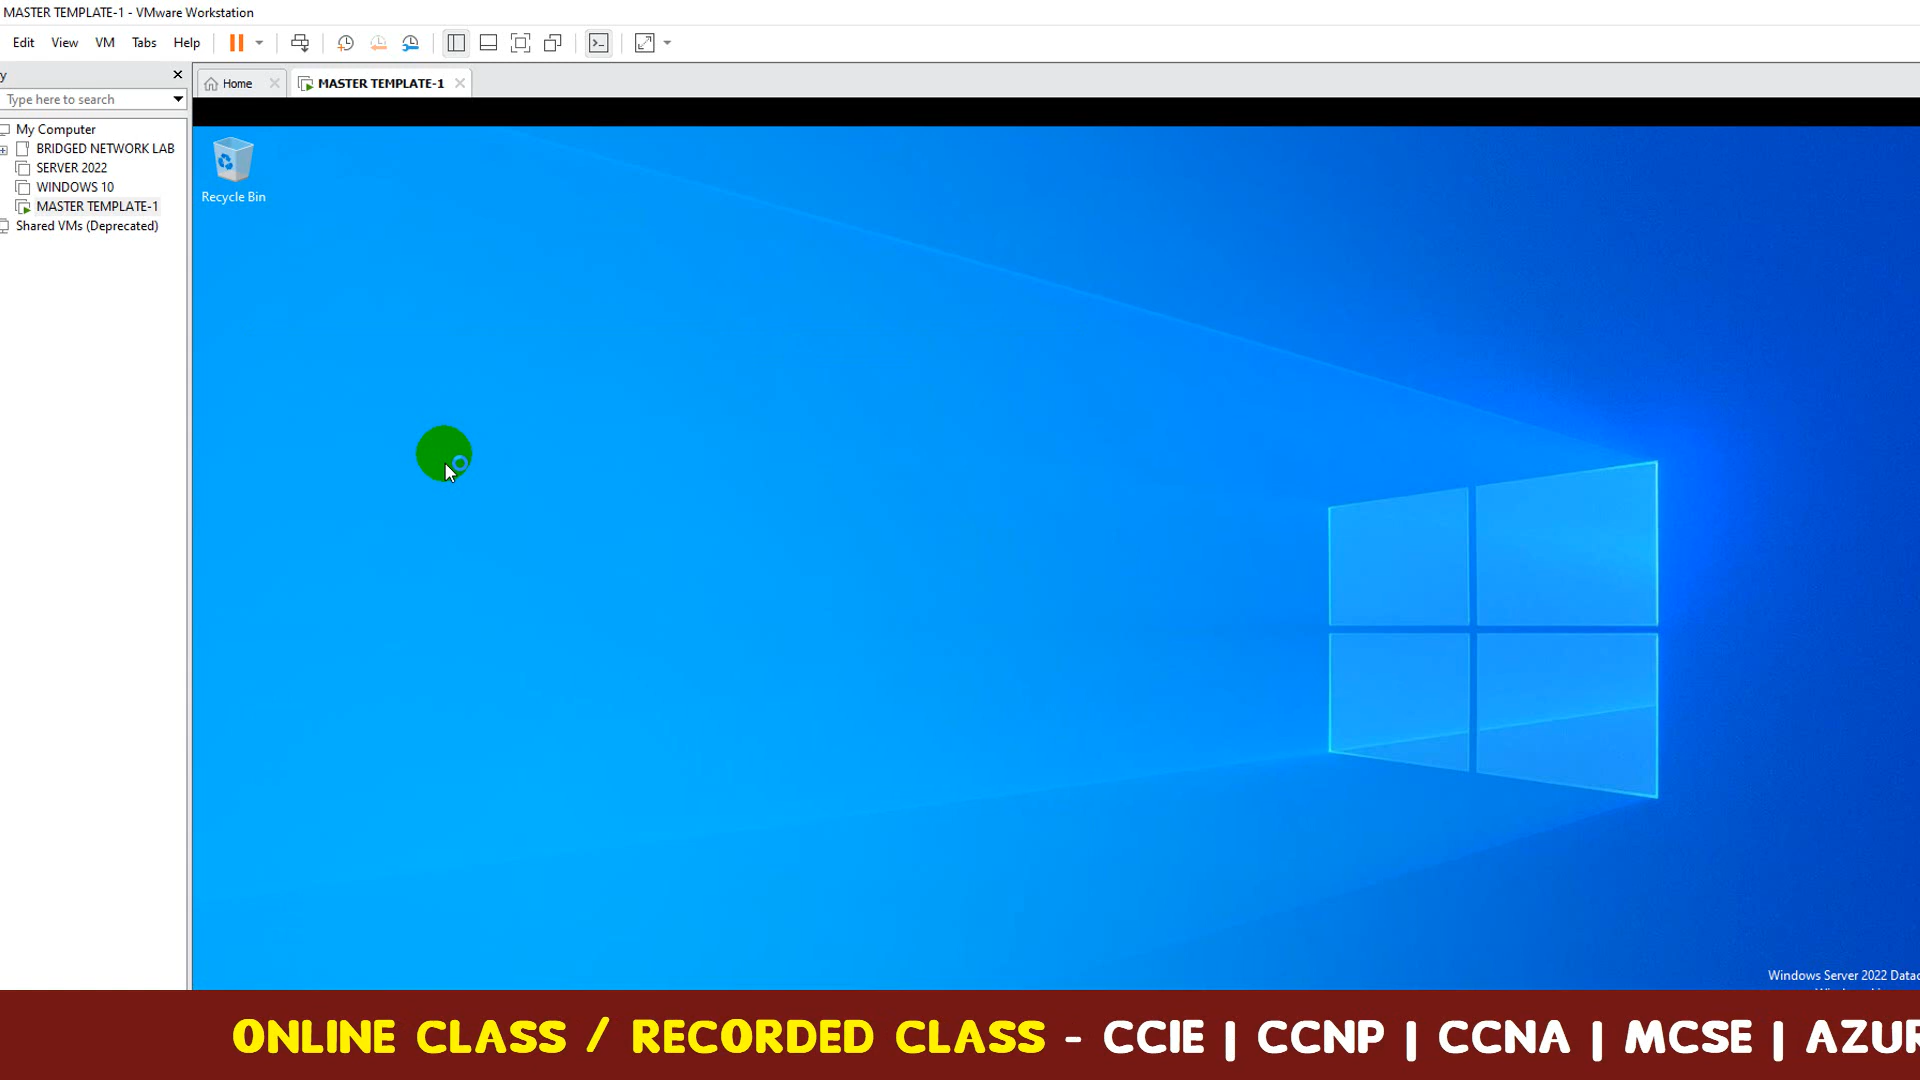 MASTER TEMPLATE-1 - VMware Workstation
Edit View VM Tabs Help
y
Type here to search
My Computer
BRIDGED NETWORK LAB
SERVER 2022
WINDOWS 10
MASTER TEMPLATE-1
Shared VMs (Deprecated)
Home
MASTER TEMPLATE-1
Recycle Bin
Windows Server 2022 Datac
ONLINE CLASS / RECORDED CLASS - CCIE | CCNP | CCNA | MCSE | AZUR